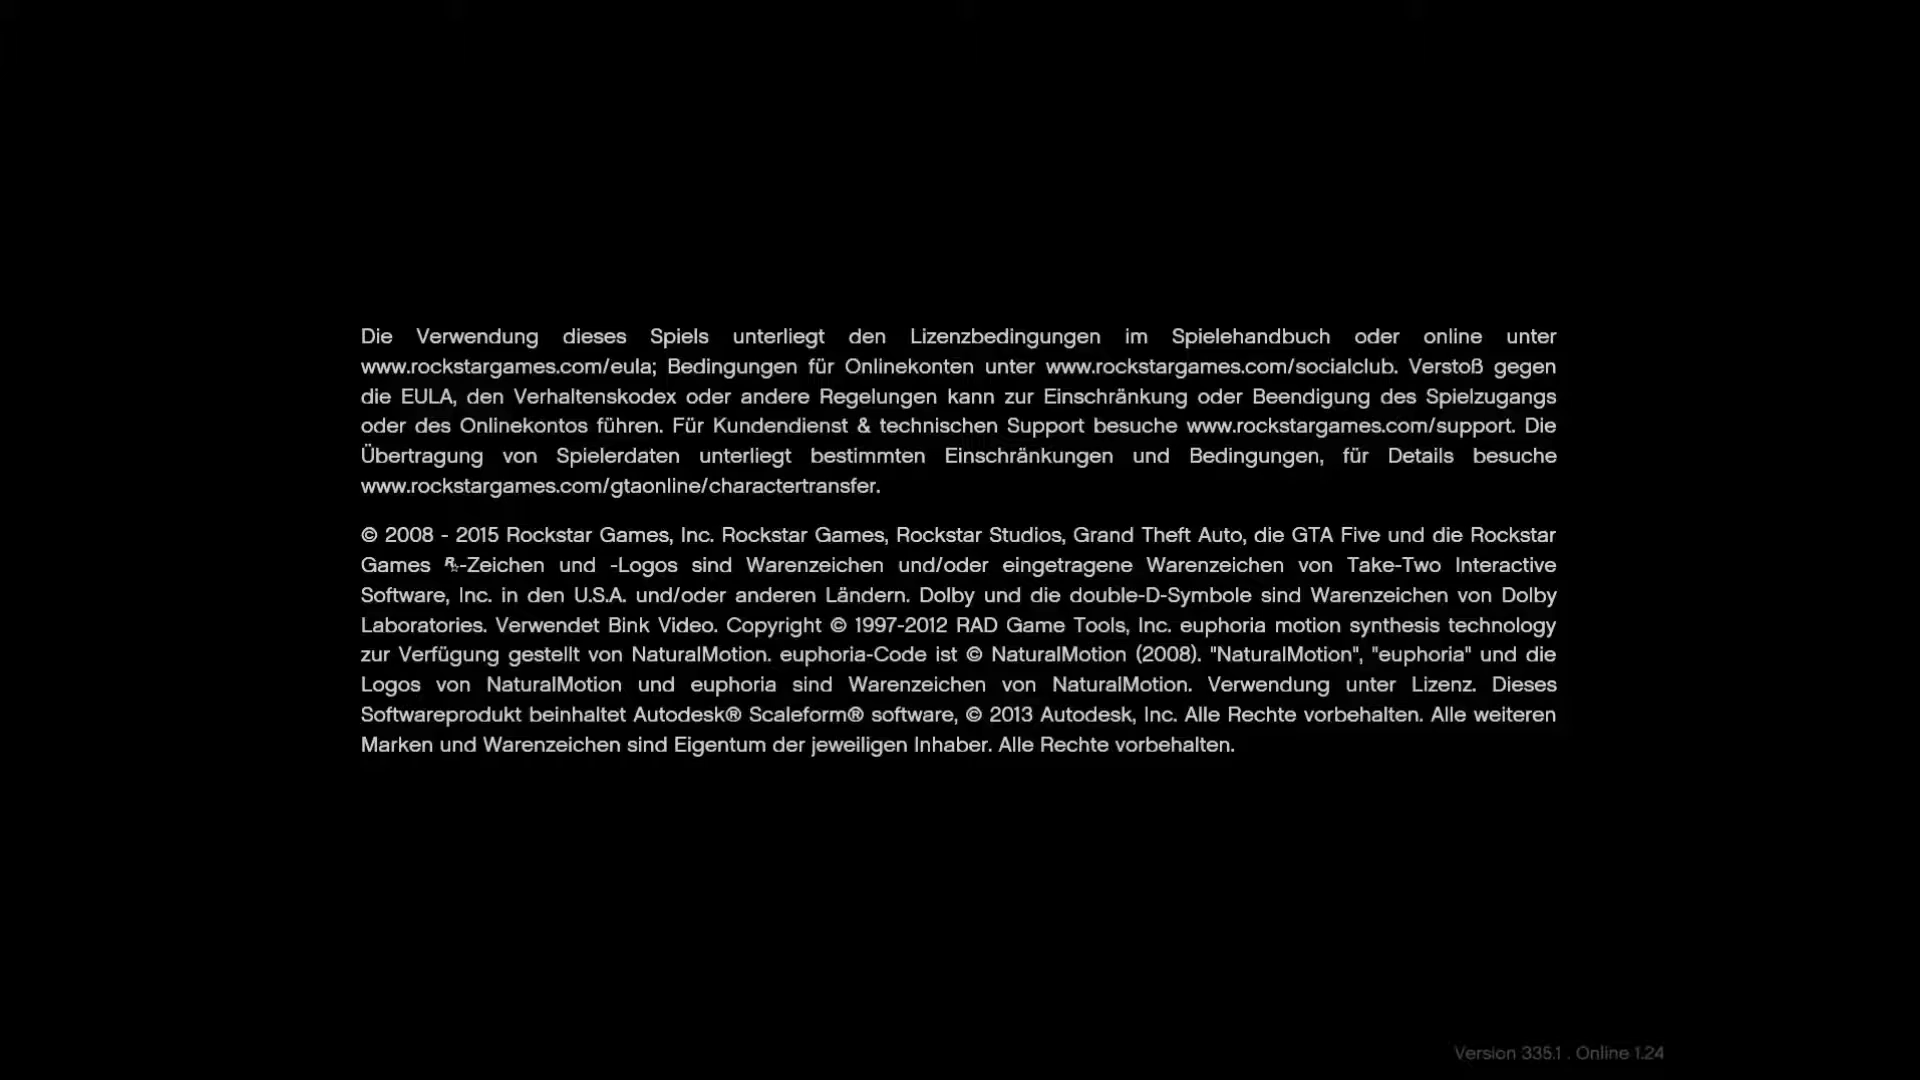 Die Verwendung dieses Spiels unterliegt den Lizenzbedingungen im Spielehandbuch oder online unter
www.rockstargames.com/eula; Bedingungen für Onlinekonten unter www.rockstargames.com/socialclub. Verstoß gegen
die EULA, den Verhaltenskodex oder andere Regelungen kann zur Einschränkung oder Beendigung des Spielzugangs
oder des Onlinekontos führen. Für Kundendienst & technischen Support besuche www.rockstargames.com/support. Die
Übertragung von Spielerdaten unterliegt bestimmten Einschränkungen und Bedingungen, für Details besuche
www.rockstargames.com/gtaonline/charactertransfer.
© 2008 - 2015 Rockstar Games, Inc. Rockstar Games, Rockstar Studios, Grand Theft Auto, die GTA Five und die Rockstar
Games R★-Zeichen und -Logos sind Warenzeichen und/oder eingetragene Warenzeichen von Take-Two Interactive
Software, Inc. in den U.S.A. und/oder anderen Ländern. Dolby und die double-D-Symbole sind Warenzeichen von Dolby
Laboratories. Verwendet Bink Video. Copyright © 1997-2012 RAD Game Tools, Inc. euphoria motion synthesis technology
zur Verfügung gestellt von NaturalMotion. euphoria-Code ist © NaturalMotion (2008). "NaturalMotion", "euphoria" und die
Logos von NaturalMotion und euphoria sind Warenzeichen von NaturalMotion. Verwendung unter Lizenz. Dieses
Softwareprodukt beinhaltet Autodesk® Scaleform® software, © 2013 Autodesk, Inc. Alle Rechte vorbehalten. Alle weiteren
Marken und Warenzeichen sind Eigentum der jeweiligen Inhaber. Alle Rechte vorbehalten.
Version 335.1 . Online 1.24